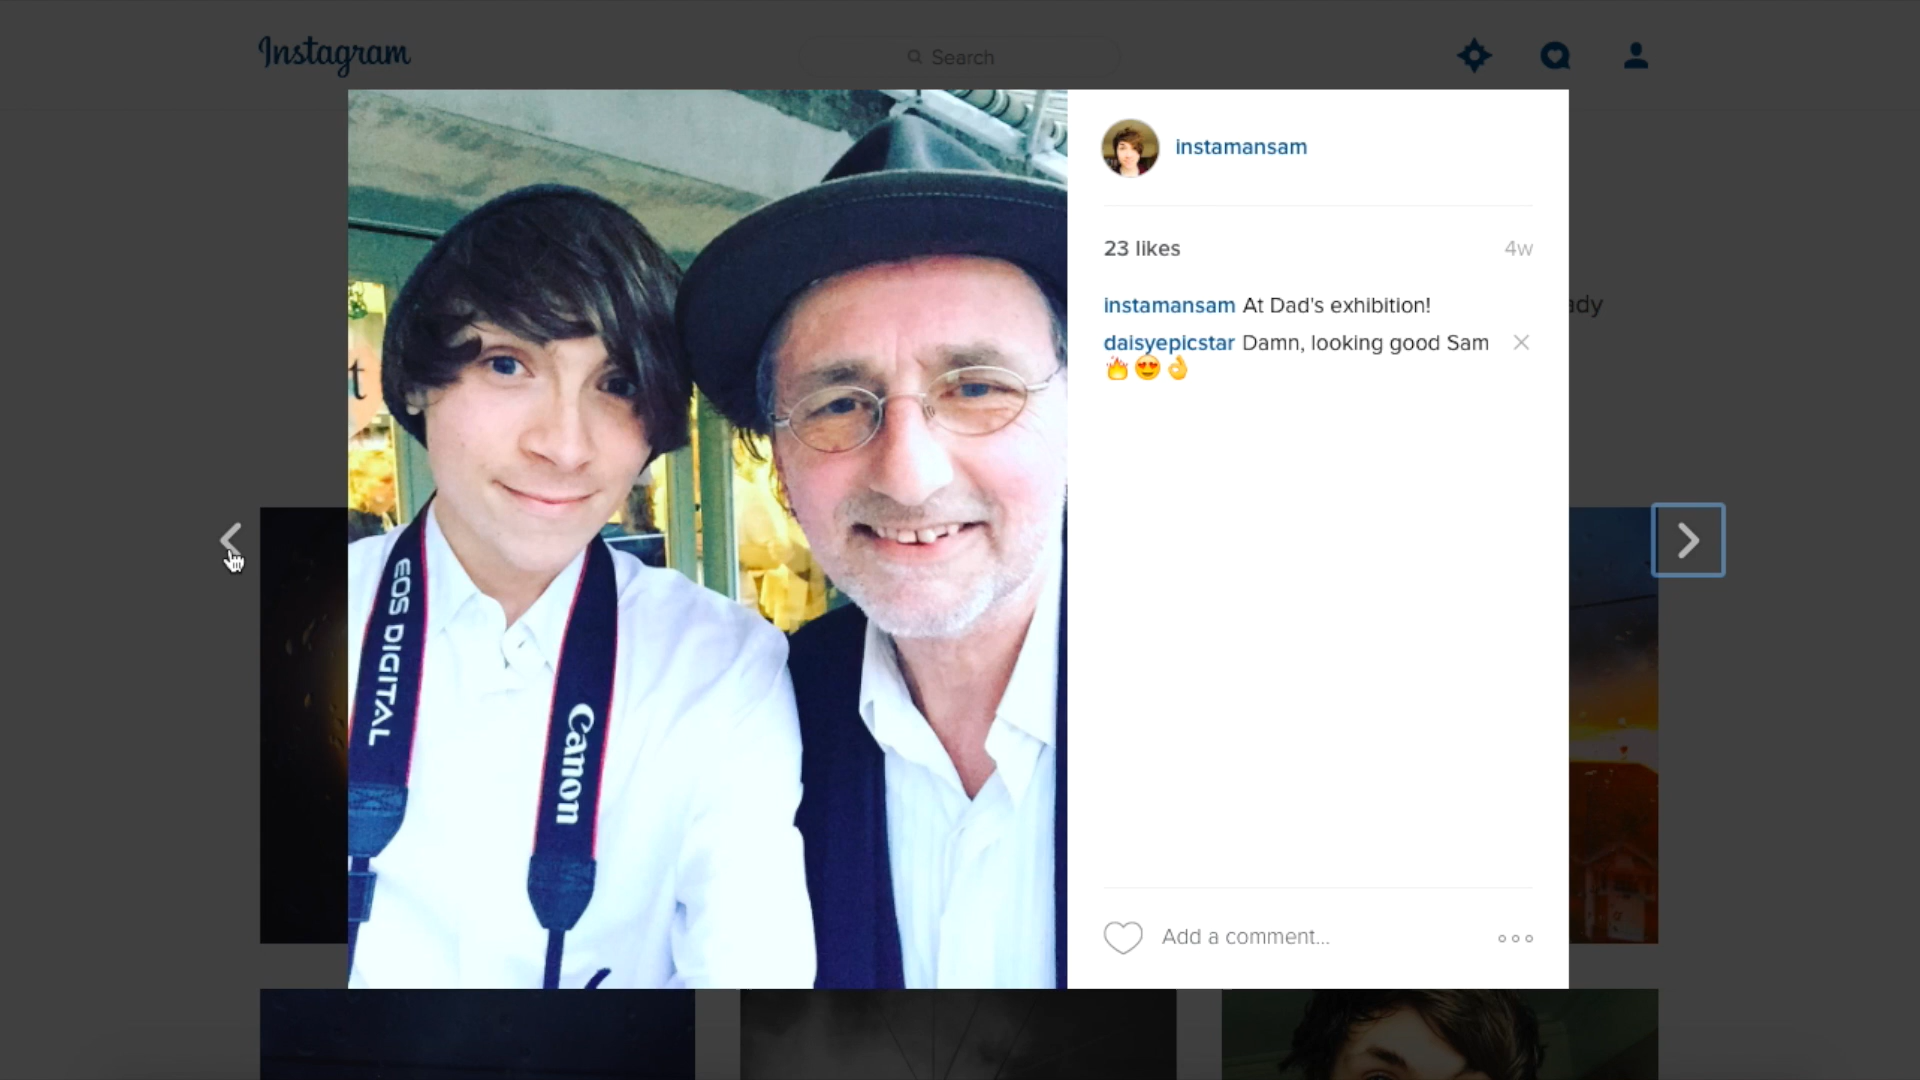 Instagram
Search
instamansam
23 likes
4w
instamansam At Dad's exhibition!
daisyepicstar Damn, looking good Sam
🔥😍👌
ady
t
EOS DIGITAL
Canon
Add a comment...